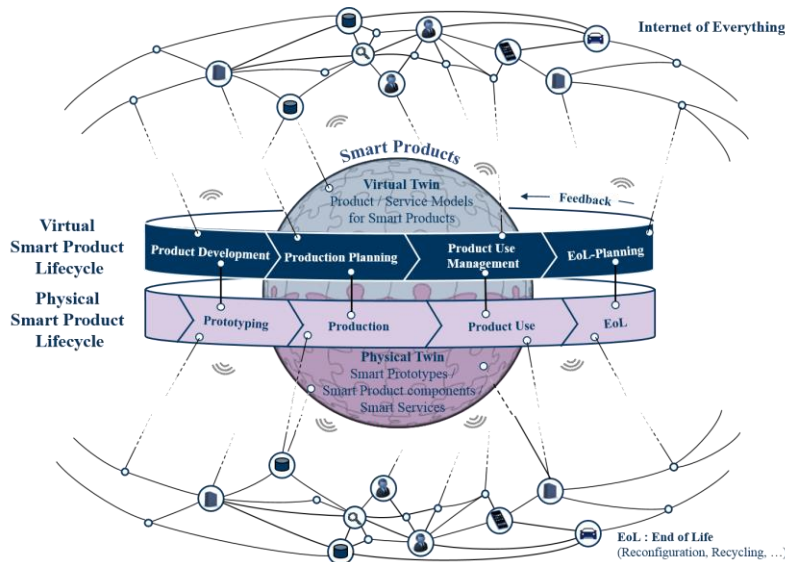 Internet of Everything
Smart Products
Virtual Twin
Product / Service Models
for Smart Products
Feedback
Virtual
Smart Product
Lifecycle
Product Development
Production Planning
Product Use
Management
EoL-Planning
Physical
Smart Product
Lifecycle
Prototyping
Production
Product Use
EoL
Physical Twin
Smart Prototypes /
Smart Product components /
Smart Services
EoL : End of Life
(Reconfiguration, Recycling, …)